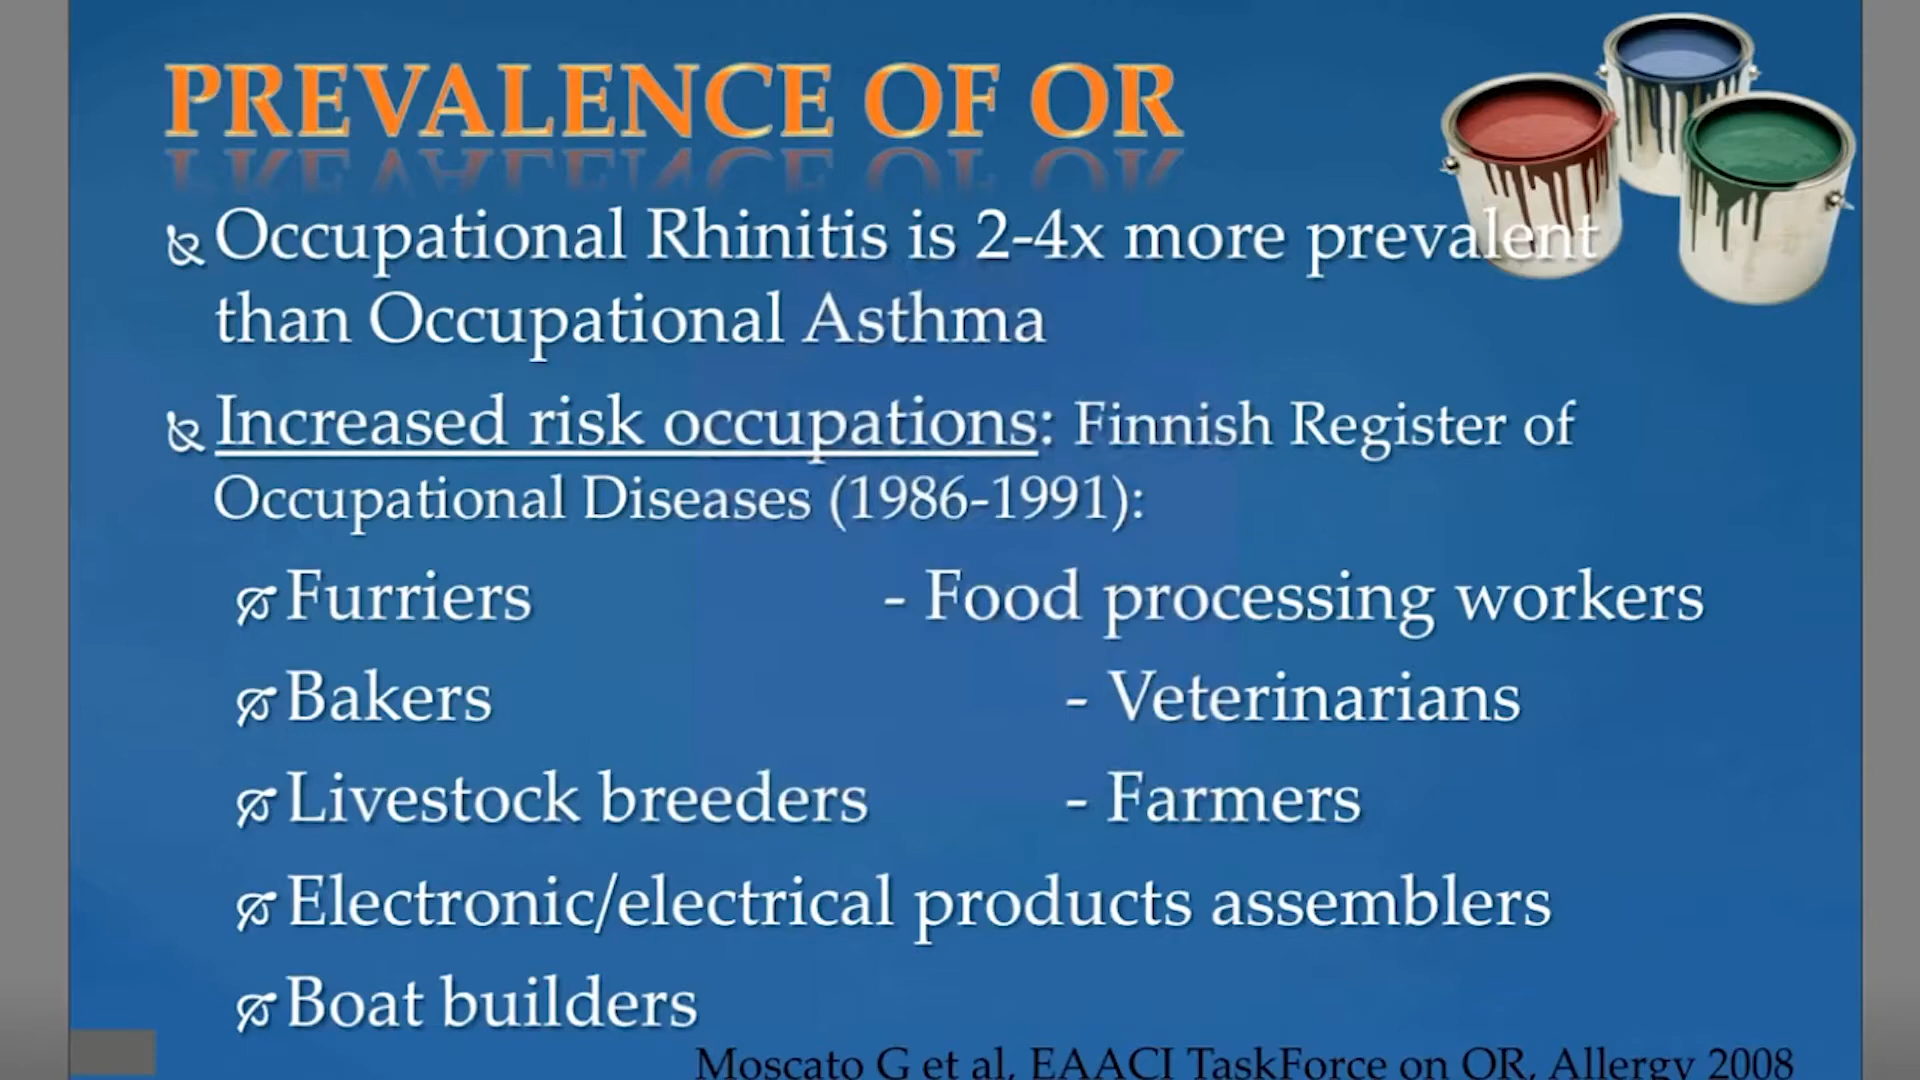 PREVALENCE OF OR
Occupational Rhinitis is 2-4x more prevalent
than Occupational Asthma
Increased risk occupations: Finnish Register of
Occupational Diseases (1986-1991):
Furriers - Food processing workers
Bakers - Veterinarians
Livestock breeders - Farmers
Electronic/electrical products assemblers
Boat builders
Moscato G et al, EAACI TaskForce on OR, Allergy 2008